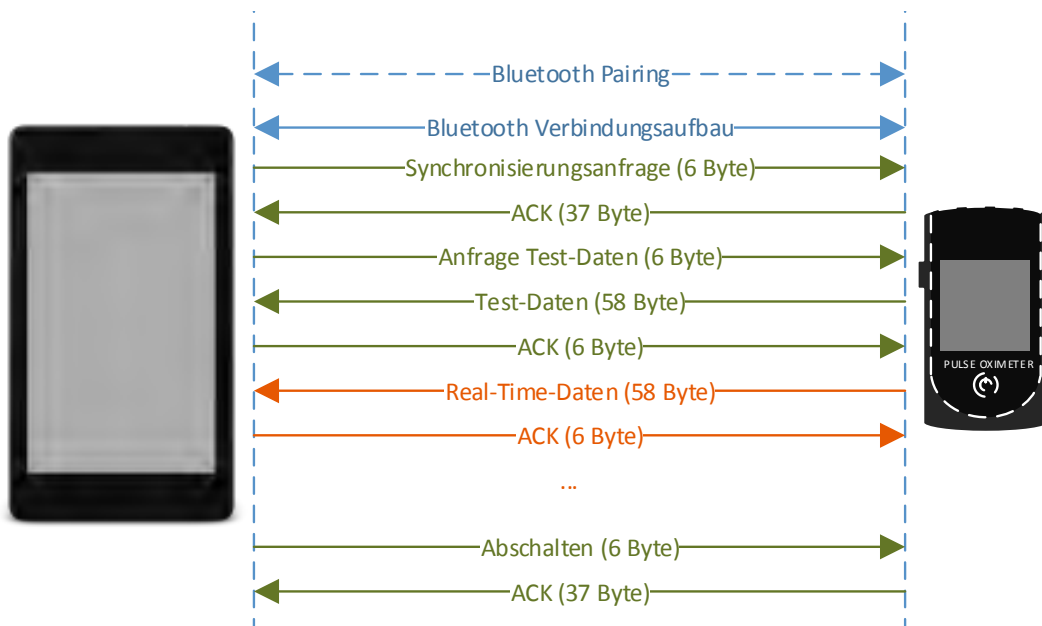 Bluetooth Pairing
Bluetooth Verbindungsaufbau
Synchronisierungsanfrage (6 Byte)
ACK (37 Byte)
Anfrage Test-Daten (6 Byte)
Test-Daten (58 Byte)
ACK (6 Byte)
Real-Time-Daten (58 Byte)
PULSE OXIMETER
ACK (6 Byte)
...
Abschalten (6 Byte)
ACK (37 Byte)